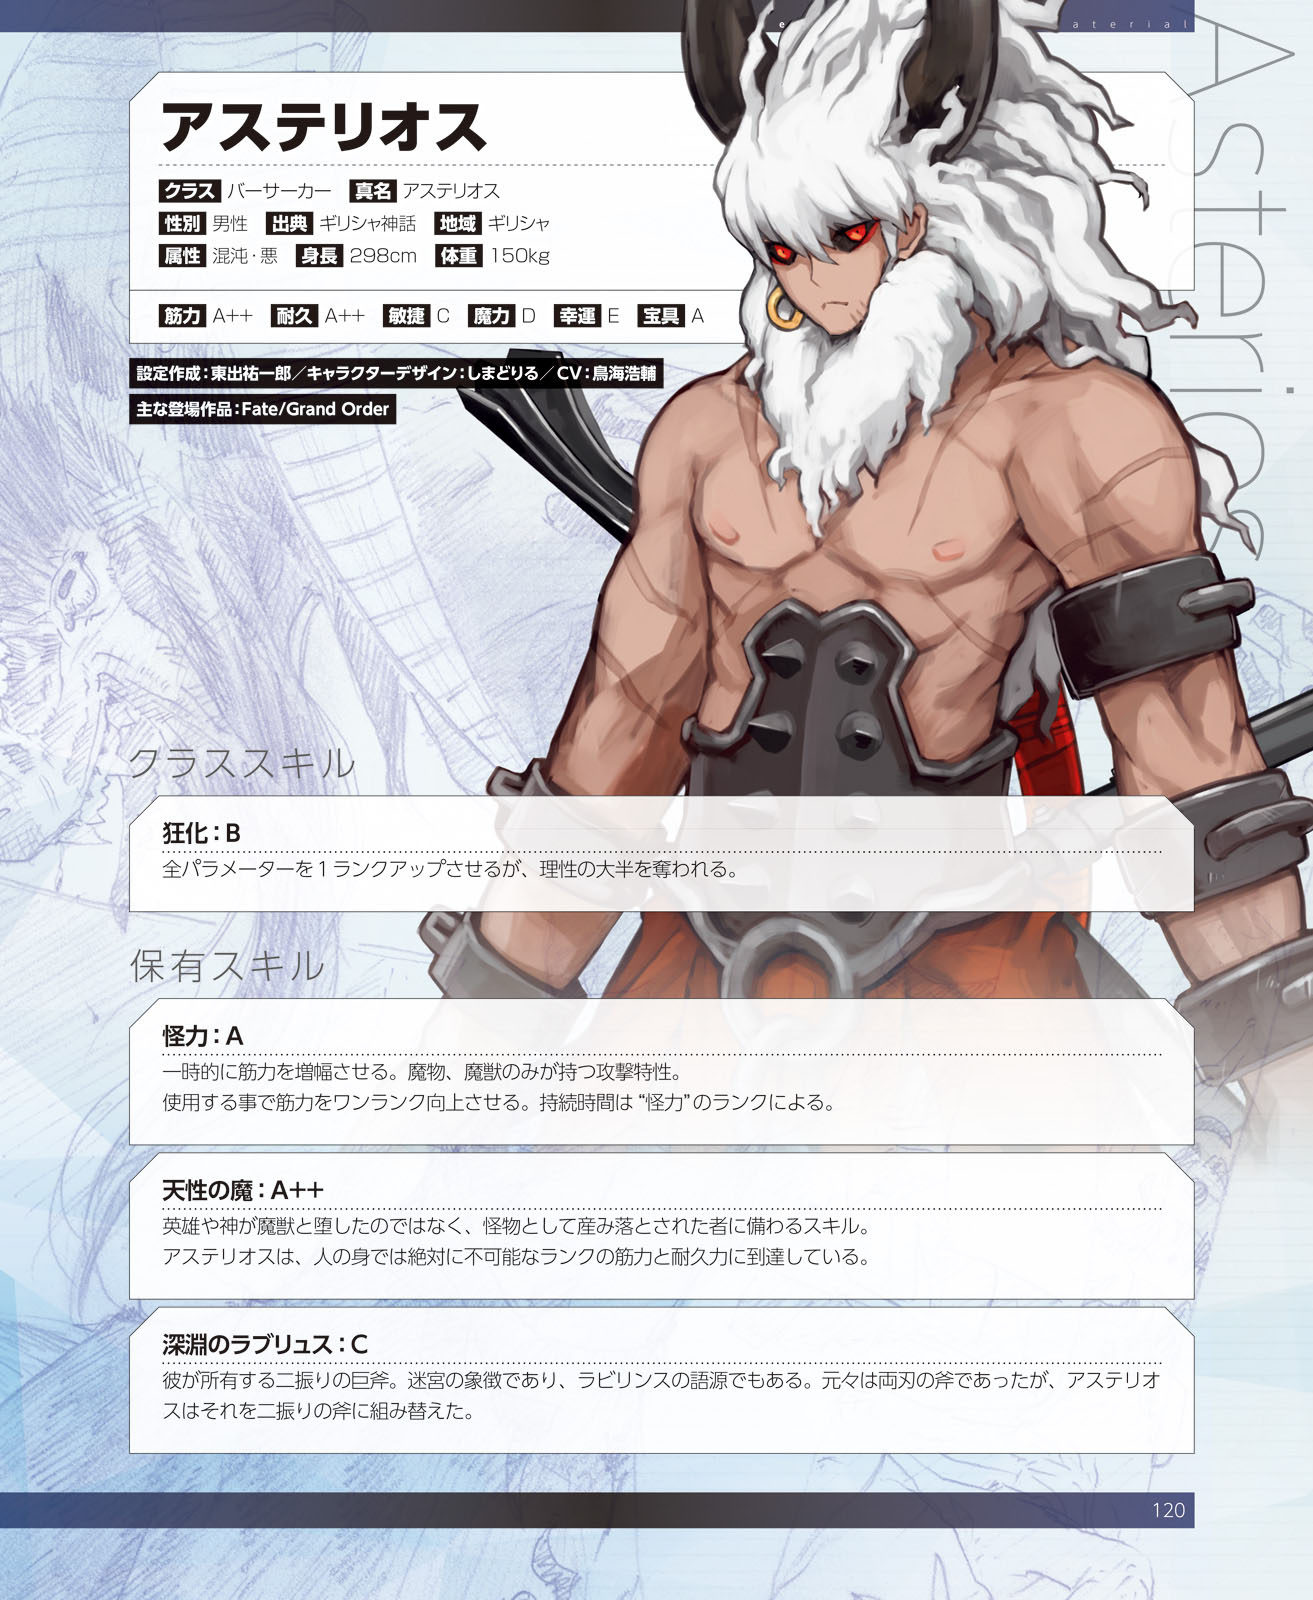 e
aterial
Asterios
アステリオス
クラス バーサーカー 真名 アステリオス
性別 男性 出典 ギリシャ神話 地域 ギリシャ
属性 混沌・悪 身長 298cm 体重 150kg
筋力 A++ 耐久 A++ 敏捷 C 魔力 D 幸運 E 宝具 A
設定作成：東出祐一郎／キャラクターデザイン：しまどりる／CV：鳥海浩輔
主な登場作品：Fate/Grand Order
クラススキル
狂化：B
全パラメーターを1ランクアップさせるが、理性の大半を奪われる。
保有スキル
怪力：A
一時的に筋力を増幅させる。魔物、魔獣のみが持つ攻撃特性。
使用する事で筋力をワンランク向上させる。持続時間は“怪力”のランクによる。
天性の魔：A++
英雄や神が魔獣と堕したのではなく、怪物として産み落とされた者に備わるスキル。
アステリオスは、人の身では絶対に不可能なランクの筋力と耐久力に到達している。
深淵のラブリュス：C
彼が所有する二振りの巨斧。迷宮の象徴であり、ラビリンスの語源でもある。元々は両刃の斧であったが、アステリオ
スはそれを二振りの斧に組み替えた。
120